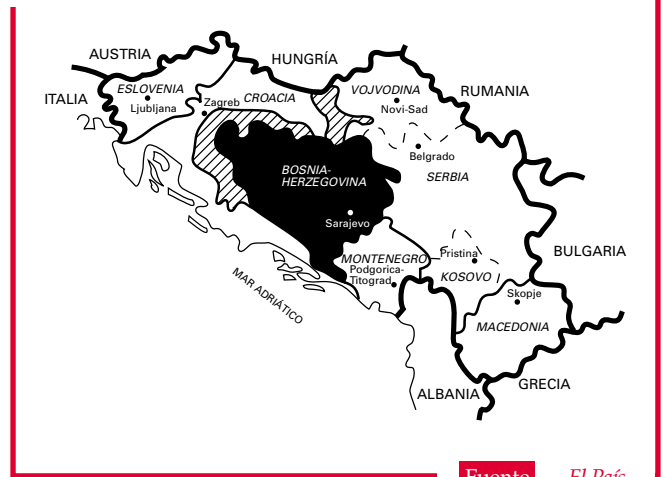 AUSTRIA
HUNGRÍA
ESLOVENIA
Ljubljana
ITALIA
Zagreb
CROACIA
VOJVODINA
Novi-Sad
RUMANIA
Belgrado
SERBIA
BOSNIA-
HERZEGOVINA
Sarajevo
MONTENEGRO
Podgorica-
Titograd
Pristina
KOSOVO
BULGARIA
Skopje
MACEDONIA
MAR ADRIÁTICO
ALBANIA
GRECIA
Fuente
El País